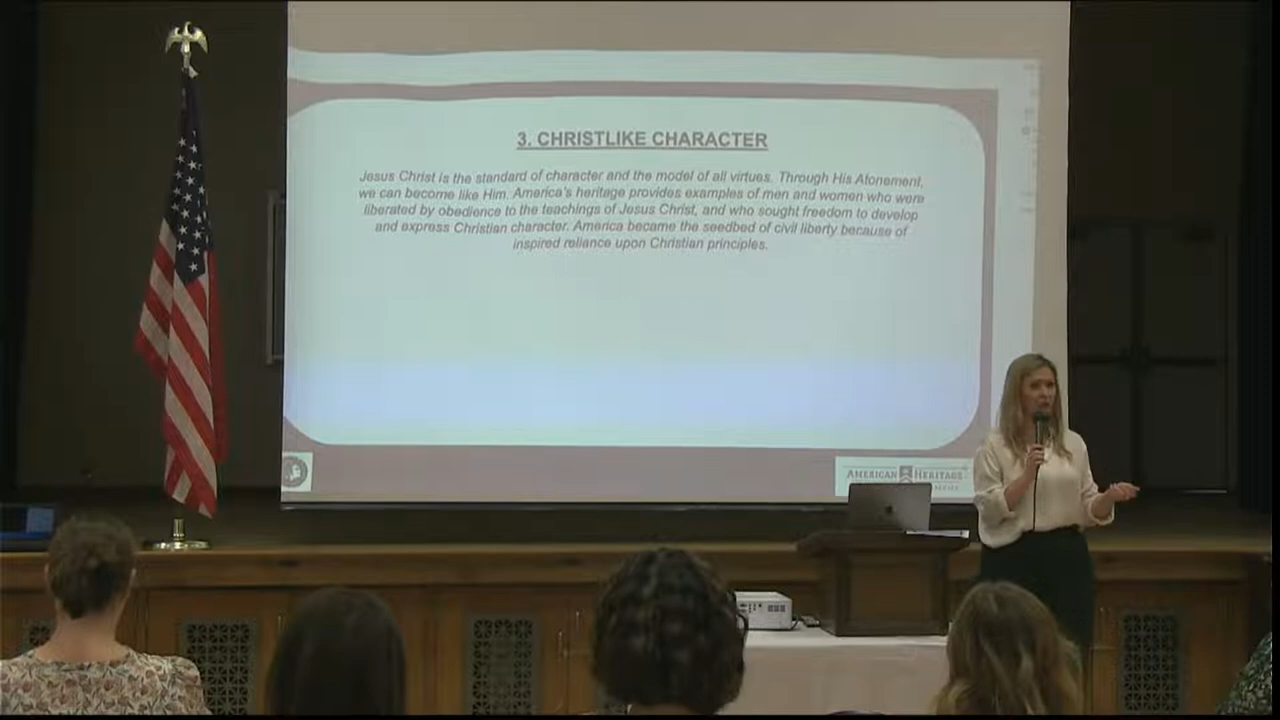 3. CHRISTLIKE CHARACTER
Jesus Christ is the standard of character and the model of all virtues. Through His Atonement,
we can become like Him. America's heritage provides examples of men and women who were
liberated by obedience to the teachings of Jesus Christ, and who sought freedom to develop
and express Christian character. America became the seedbed of civil liberty because of
inspired reliance upon Christian principles.
AMERICAN HERITAGE